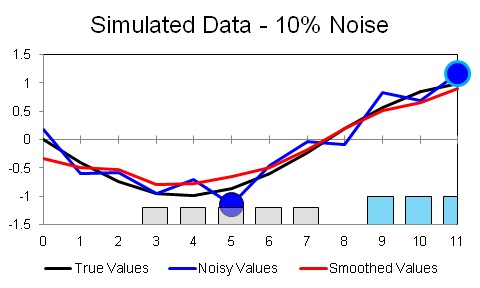 Simulated Data - 10% Noise
1.5
1
0.5
0
-0.5
-1
-1.5
0 1 2 3 4 5 6 7 8 9 10 11
True Values Noisy Values Smoothed Values